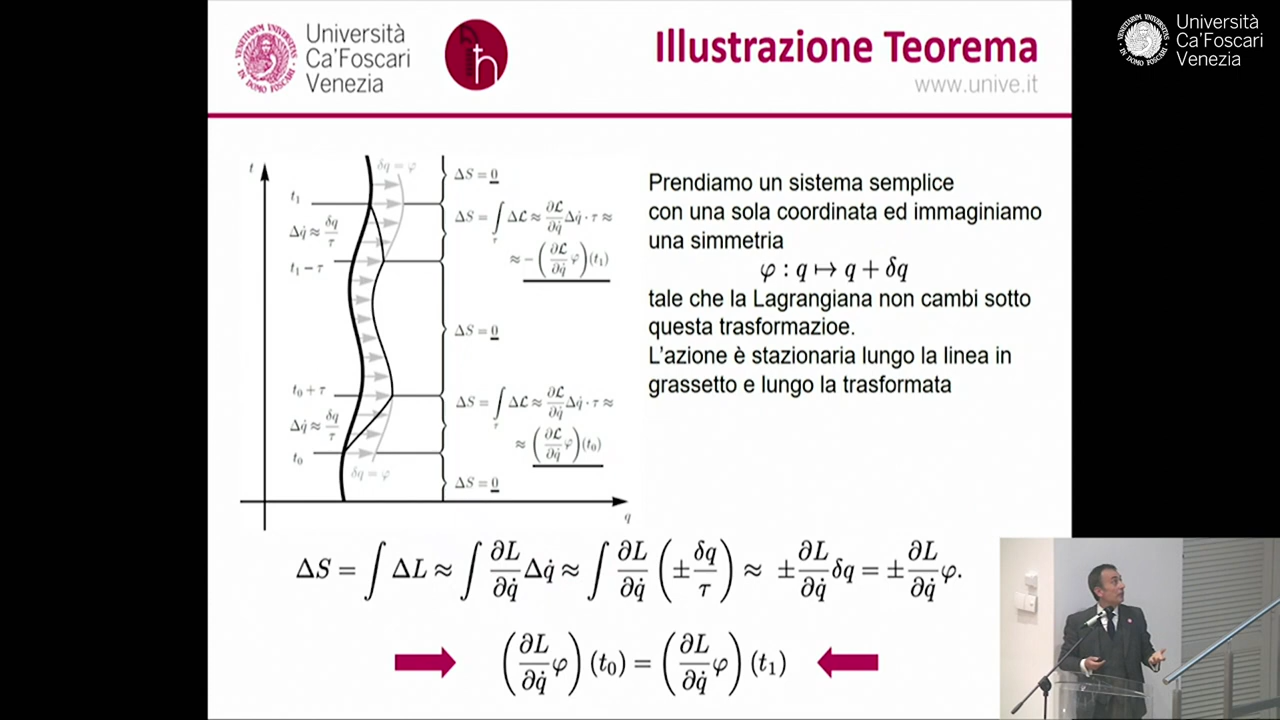 Università
Ca'Foscari
Venezia
Illustrazione Teorema
www.unive.it
Università
Ca'Foscari
Venezia
t
δq = φ
t₁
Δq̇ ≈ δq/τ
t₁ − τ
t₀ + τ
Δq̇ ≈ δq/τ
t₀
δq = φ
q
ΔS = 0
ΔS = ∫τ Δℒ ≈ ∂ℒ/∂q̇ Δq̇ · τ ≈
≈ − (∂ℒ/∂q̇ φ)(t₁)
ΔS = 0
ΔS = ∫τ Δℒ ≈ ∂ℒ/∂q̇ Δq̇ · τ ≈
≈ (∂ℒ/∂q̇ φ)(t₀)
ΔS = 0
Prendiamo un sistema semplice
con una sola coordinata ed immaginiamo
una simmetria
φ : q ↦ q + δq
tale che la Lagrangiana non cambi sotto
questa trasformazioe.
L'azione è stazionaria lungo la linea in
grassetto e lungo la trasformata
ΔS = ∫ ΔL ≈ ∫ ∂L/∂q̇ Δq̇ ≈ ∫ ∂L/∂q̇ (± δq/τ) ≈ ± ∂L/∂q̇ δq = ± ∂L/∂q̇ φ.
(∂L/∂q̇ φ) (t₀) = (∂L/∂q̇ φ) (t₁)